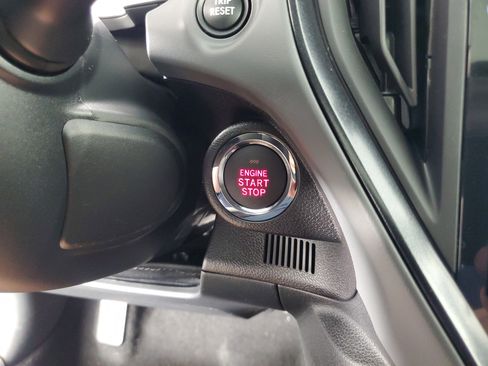 TRIP
RESET
ENGINE
START
STOP